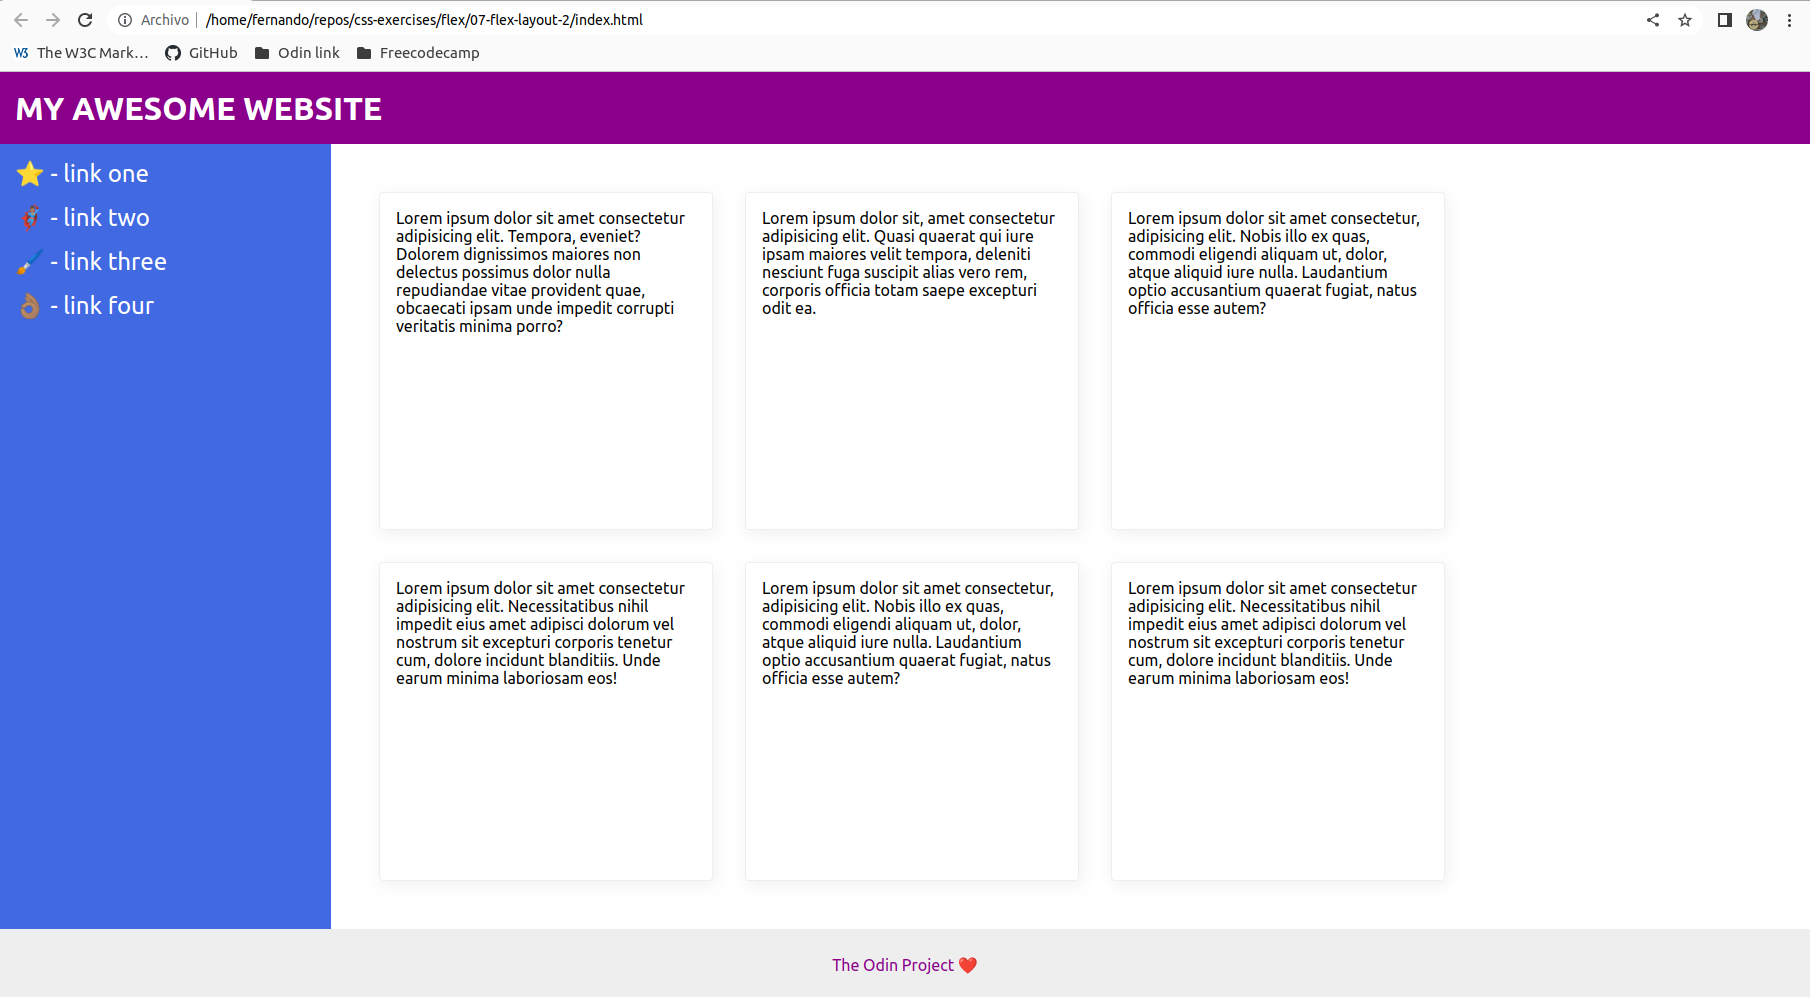 Archivo /home/fernando/repos/css-exercises/flex/07-flex-layout-2/index.html
The W3C Mark… GitHub Odin link Freecodecamp
MY AWESOME WEBSITE
⭐ - link one
🦸🏽‍♂️ - link two
🖌️ - link three
👌🏽 - link four
Lorem ipsum dolor sit amet consectetur
adipisicing elit. Tempora, eveniet?
Dolorem dignissimos maiores non
delectus possimus dolor nulla
repudiandae vitae provident quae,
obcaecati ipsam unde impedit corrupti
veritatis minima porro?
Lorem ipsum dolor sit, amet consectetur
adipisicing elit. Quasi quaerat qui iure
ipsam maiores velit tempora, deleniti
nesciunt fuga suscipit alias vero rem,
corporis officia totam saepe excepturi
odit ea.
Lorem ipsum dolor sit amet consectetur,
adipisicing elit. Nobis illo ex quas,
commodi eligendi aliquam ut, dolor,
atque aliquid iure nulla. Laudantium
optio accusantium quaerat fugiat, natus
officia esse autem?
Lorem ipsum dolor sit amet consectetur
adipisicing elit. Necessitatibus nihil
impedit eius amet adipisci dolorum vel
nostrum sit excepturi corporis tenetur
cum, dolore incidunt blanditiis. Unde
earum minima laboriosam eos!
Lorem ipsum dolor sit amet consectetur,
adipisicing elit. Nobis illo ex quas,
commodi eligendi aliquam ut, dolor,
atque aliquid iure nulla. Laudantium
optio accusantium quaerat fugiat, natus
officia esse autem?
Lorem ipsum dolor sit amet consectetur
adipisicing elit. Necessitatibus nihil
impedit eius amet adipisci dolorum vel
nostrum sit excepturi corporis tenetur
cum, dolore incidunt blanditiis. Unde
earum minima laboriosam eos!
The Odin Project ❤️